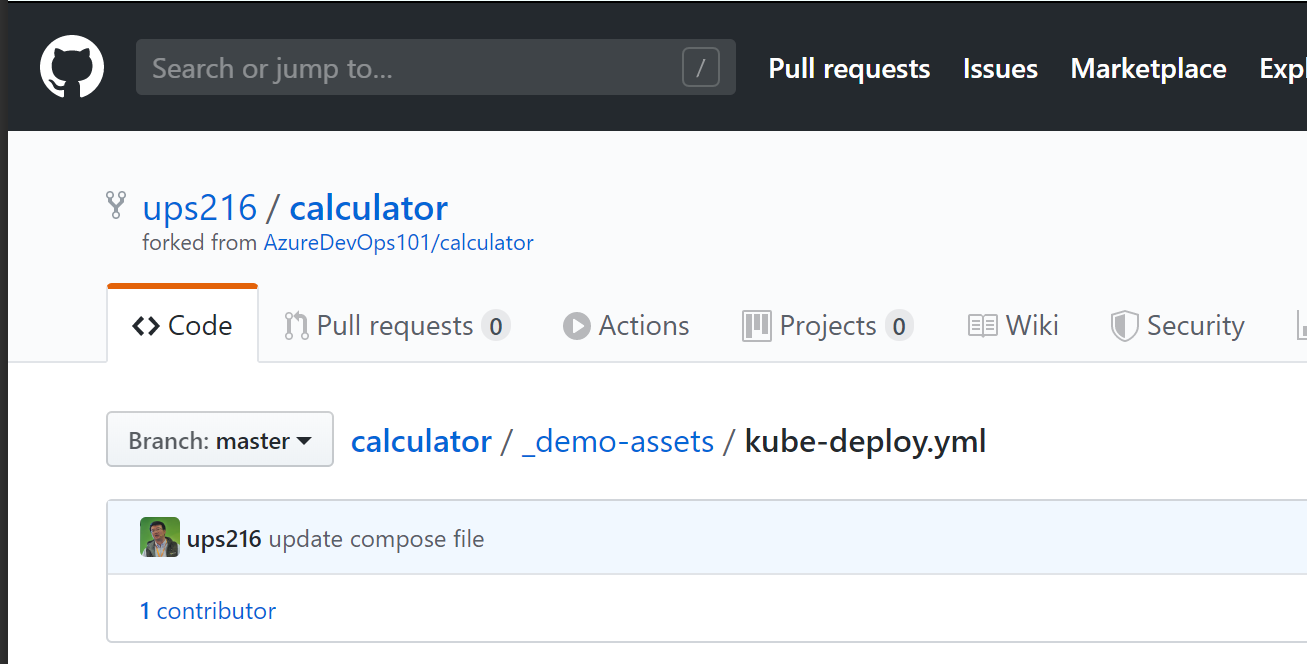 Search or jump to... /
Pull requests Issues Marketplace Expl
ups216 / calculator
forked from AzureDevOps101/calculator
Code Pull requests 0 Actions Projects 0 Wiki Security
Branch: master
calculator / _demo-assets / kube-deploy.yml
ups216 update compose file
1 contributor